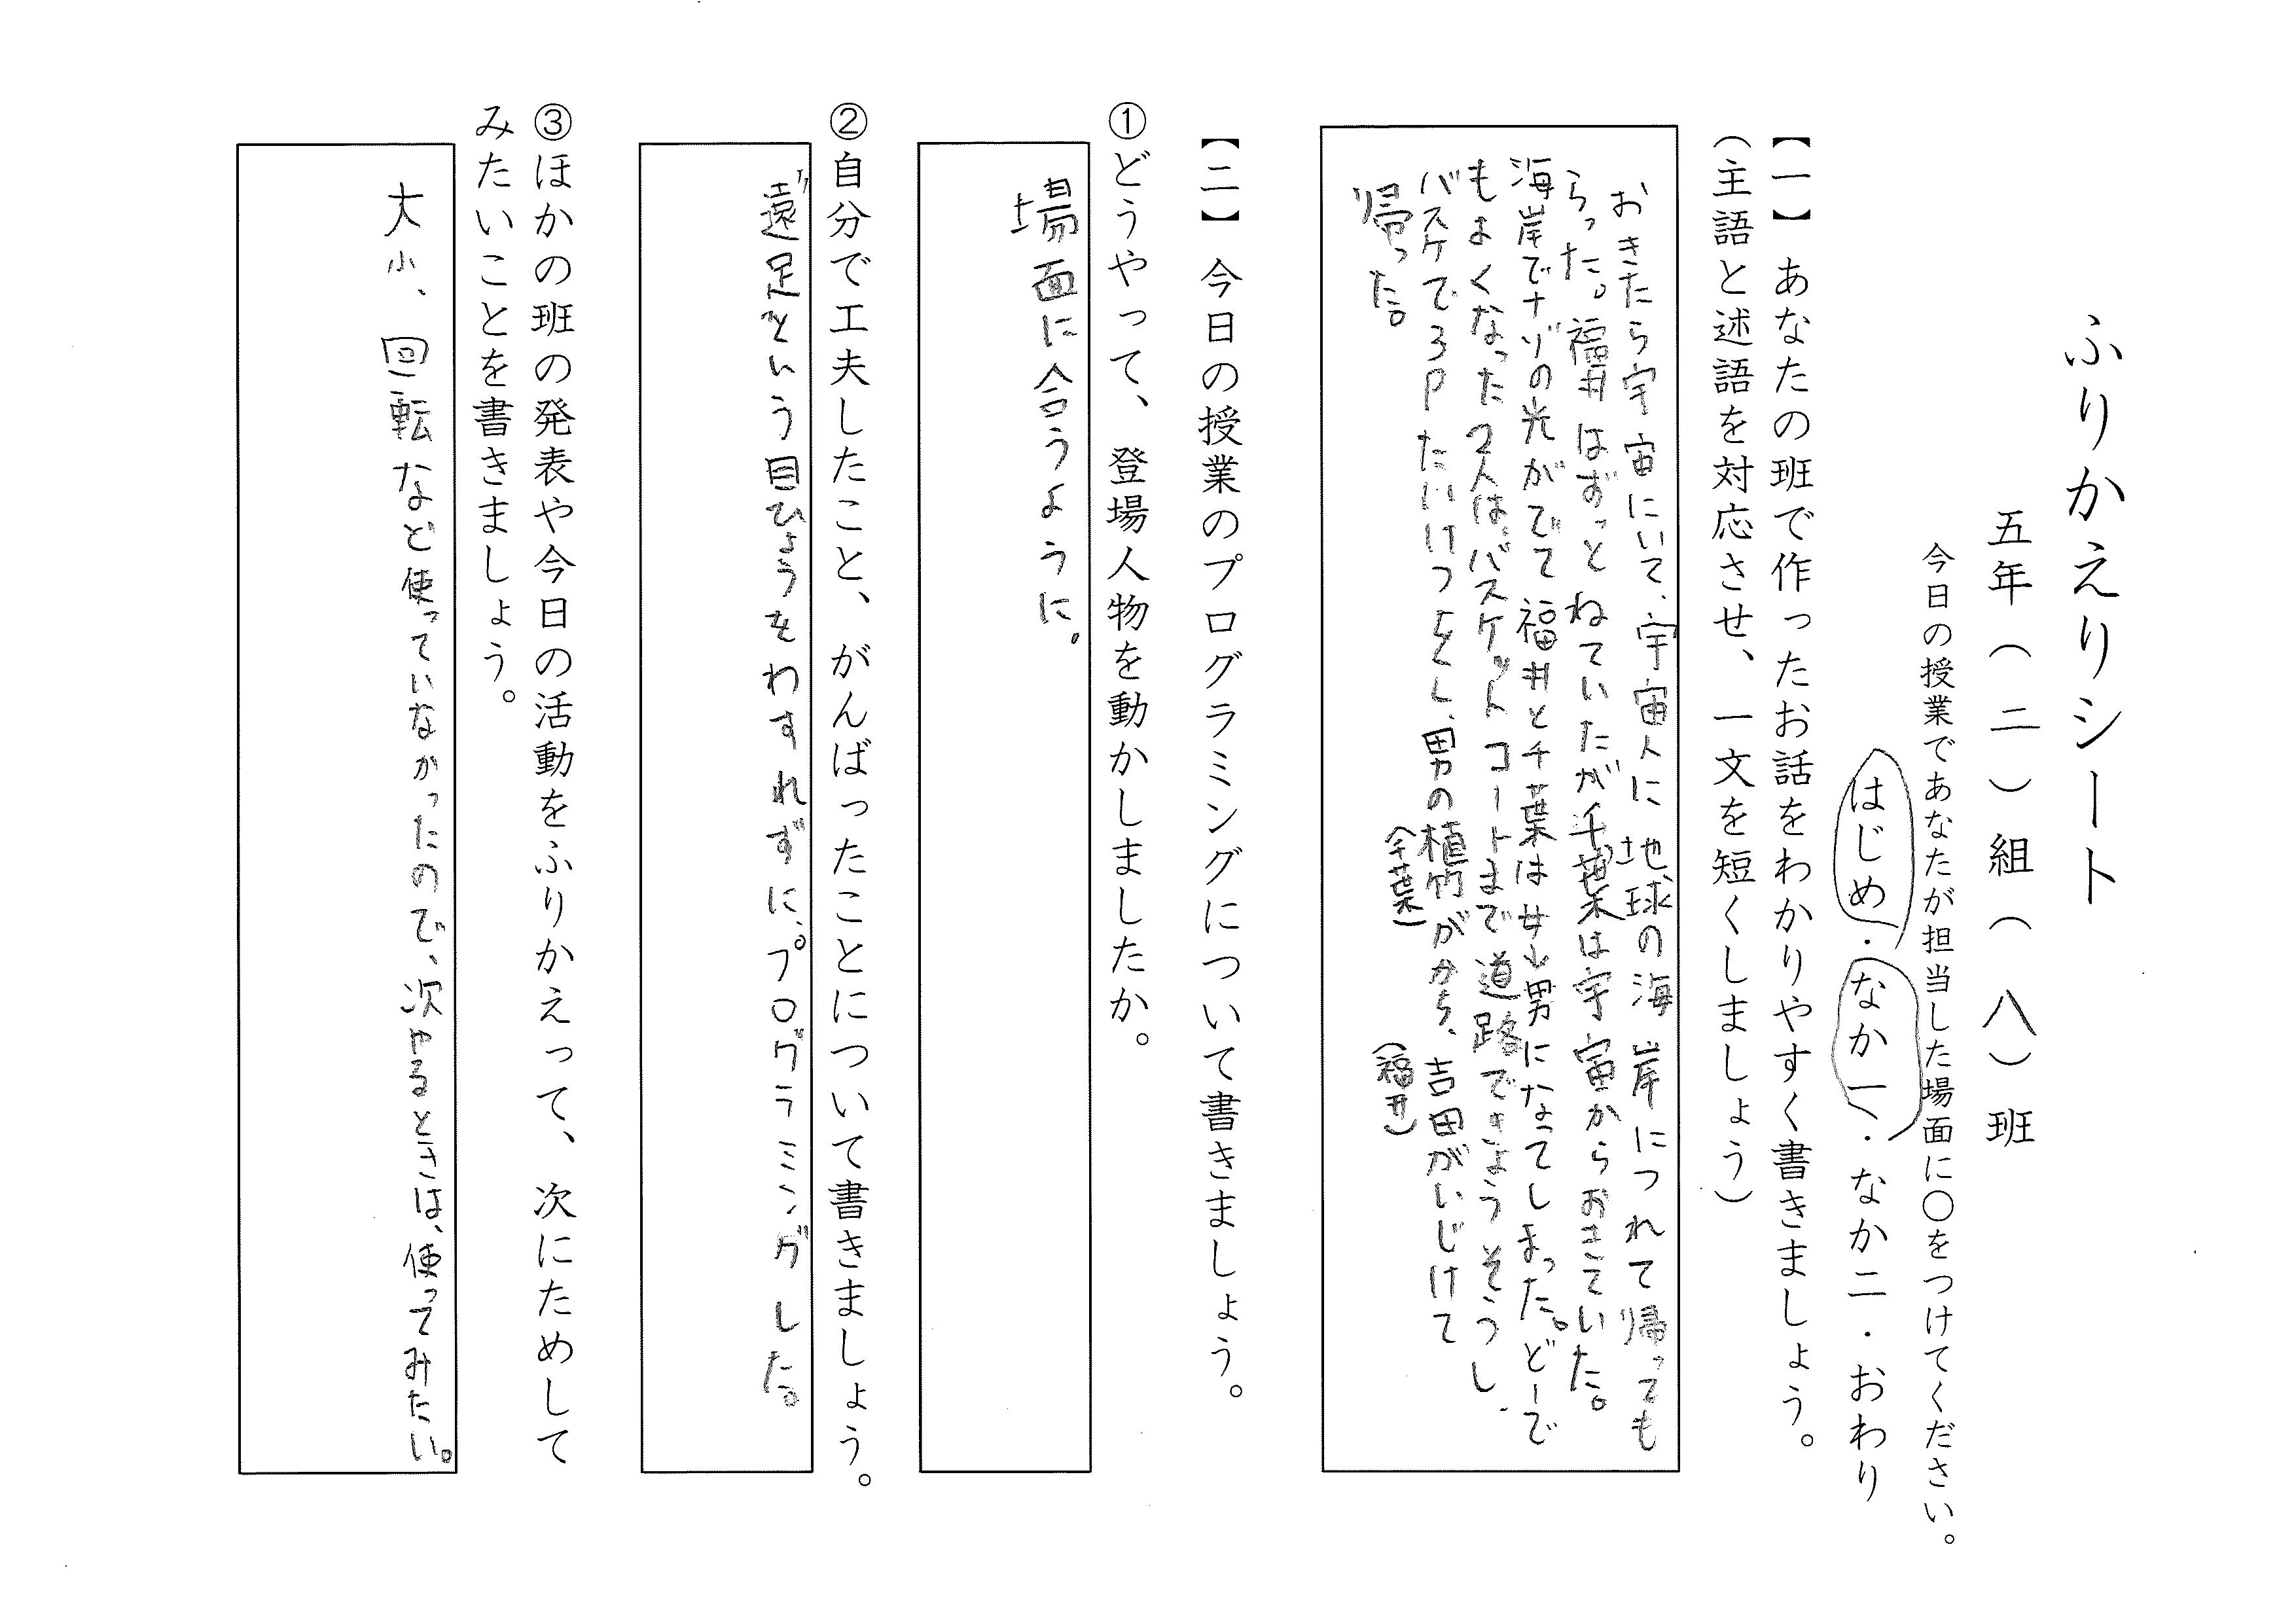 ふりかえりシート
五年（二）組（八）班
今日の授業であなたが担当した場面に〇をつけてください。
はじめ・なか一・なか二・おわり
【一】あなたの班で作ったお話をわかりやすく書きましょう。
（主語と述語を対応させ、一文を短くしましょう）
おきたら宇宙にいて、宇宙人に地球の海岸につれて帰っても
らった。福井はずっとねていたが千葉は宇宙からおきていた。
海岸でナゾの光がでて福井と千葉は女→男になってしまった。どーで
もよくなった2人は、バスケットコートまで道路できょうそうし、
バスケで3Pたいけつをし、男の植竹がかち、吉田がいじけて
（千葉）
（福井）
帰った。
【二】今日の授業のプログラミングについて書きましょう。
①どうやって、登場人物を動かしましたか。
場面に合うように。
②自分で工夫したこと、がんばったことについて書きましょう。
"遠足"という目ひょうをわすれずに、プログラミングした。
③ほかの班の発表や今日の活動をふりかえって、次にためして
みたいことを書きましょう。
大小、回転など使っていなかったので、次やるときは、使ってみたい。